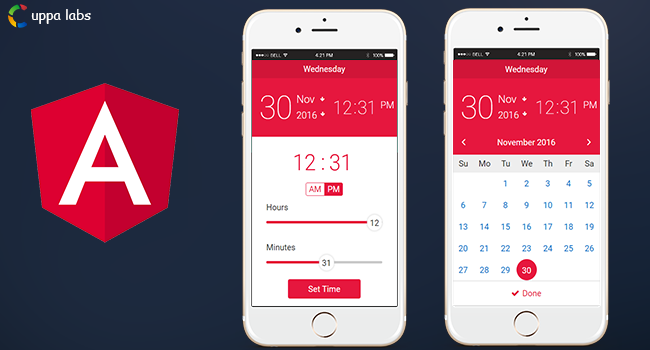 Cuppa labs
A
BELL 4:21 PM 100%
Wednesday
30 Nov 2016 12:31 PM
12:31
AM PM
Hours
12
Minutes
31
Set Time
BELL 4:21 PM 100%
Wednesday
30 Nov 2016 12:31 PM
November 2016
Su Mo Tu We Th Fr Sa
1 2 3 4 5
6 7 8 9 10 11 12
13 14 15 16 17 18 19
20 21 22 23 24 25 26
27 28 29 30
Done